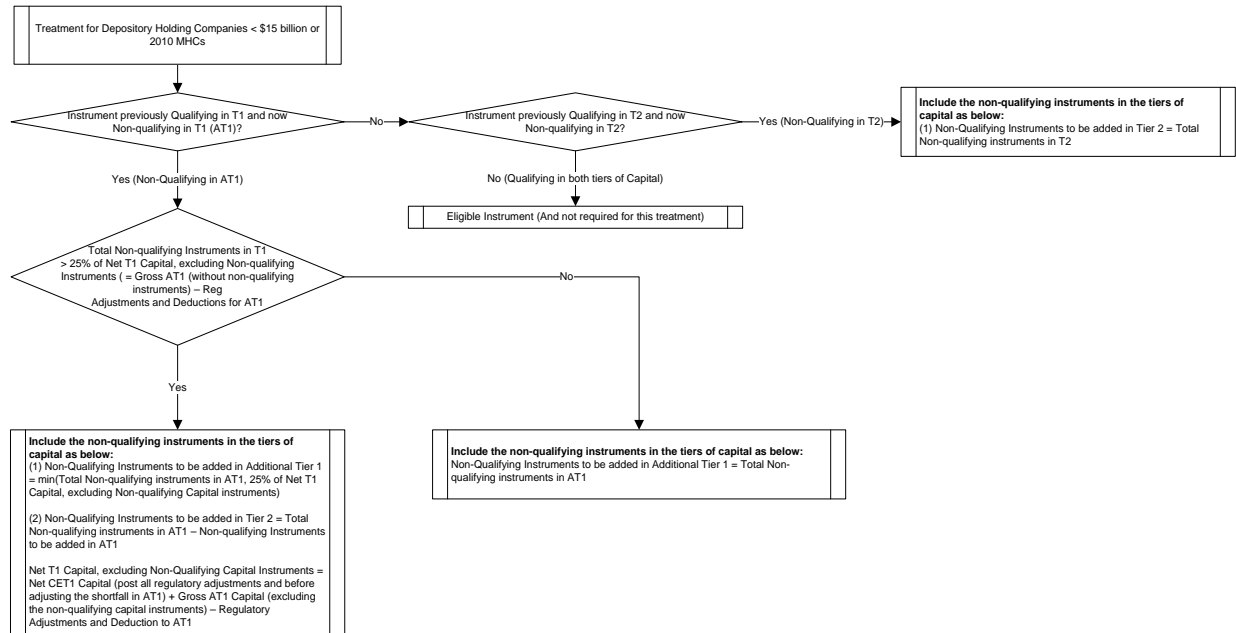 Treatment for Depository Holding Companies < $15 billion or
2010 MHCs
Instrument previously Qualifying in T1 and now
Non-qualifying in T1 (AT1)?
No
Instrument previously Qualifying in T2 and now
Non-qualifying in T2?
Yes (Non-Qualifying in T2)
Include the non-qualifying instruments in the tiers of
capital as below:
(1) Non-Qualifying Instruments to be added in Tier 2 = Total
Non-qualifying instruments in T2
Yes (Non-Qualifying in AT1)
No (Qualifying in both tiers of Capital)
Eligible Instrument (And not required for this treatment)
Total Non-qualifying Instruments in T1
> 25% of Net T1 Capital, excluding Non-qualifying
Instruments ( = Gross AT1 (without non-qualifying
instruments) – Reg
Adjustments and Deductions for AT1
No
Yes
Include the non-qualifying instruments in the tiers of
capital as below:
(1) Non-Qualifying Instruments to be added in Additional Tier 1
= min(Total Non-qualifying instruments in AT1, 25% of Net T1
Capital, excluding Non-qualifying Capital instruments)
(2) Non-Qualifying Instruments to be added in Tier 2 = Total
Non-qualifying instruments in AT1 – Non-qualifying Instruments
to be added in AT1
Net T1 Capital, excluding Non-Qualifying Capital Instruments =
Net CET1 Capital (post all regulatory adjustments and before
adjusting the shortfall in AT1) + Gross AT1 Capital (excluding
the non-qualifying capital instruments) – Regulatory
Adjustments and Deduction to AT1
Include the non-qualifying instruments in the tiers of capital as below:
Non-Qualifying Instruments to be added in Additional Tier 1 = Total Non-
qualifying instruments in AT1